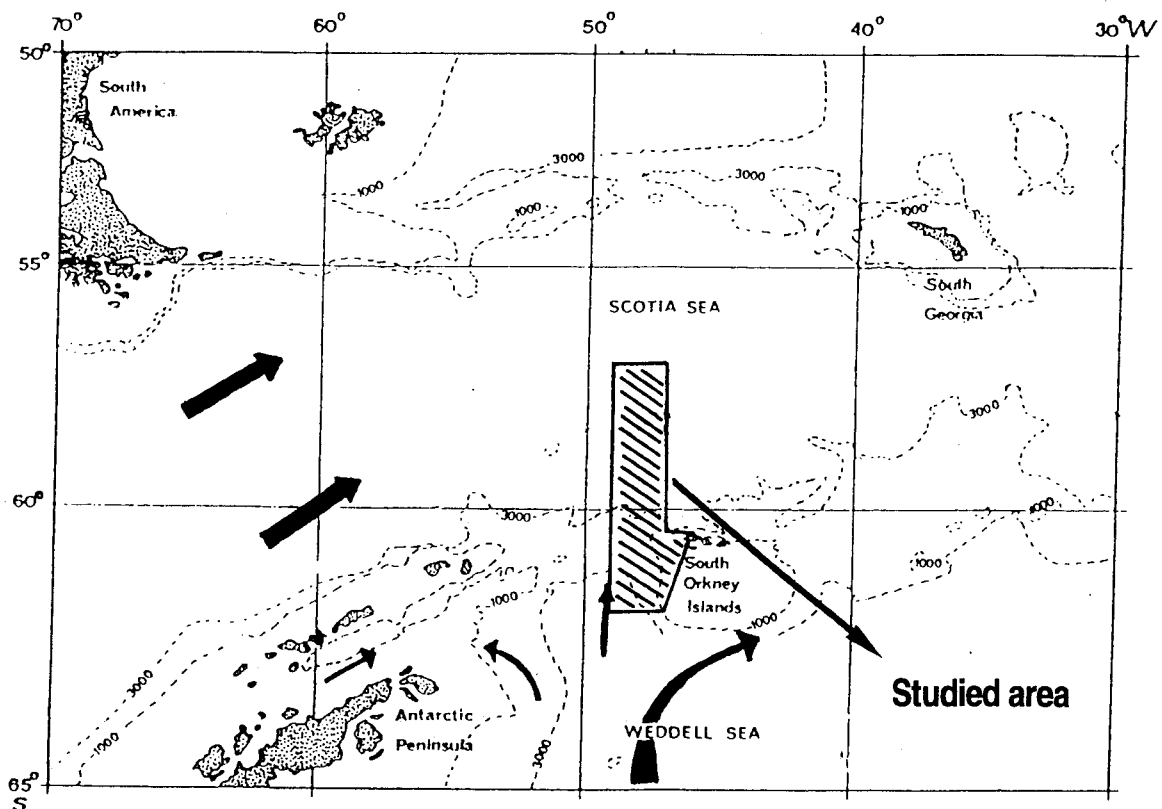 70° 60° 50° 40° 30°W
50°
South
America
3000
1000
3000
1000
1000
55°
South
Georgia
SCOTIA SEA
3000
60°
3000
1000
1000
South
Orkney
Islands
1000
1000
3000
Studied area
Antarctic
Peninsula
WEDDELL SEA
1000
3000
65°
S